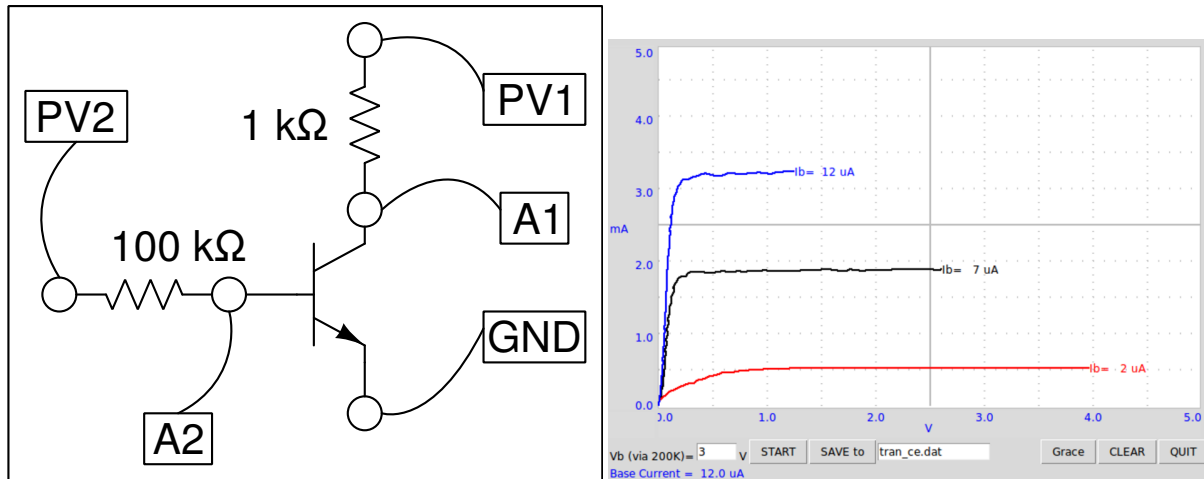 PV2
1 kΩ
PV1
100 kΩ
A1
GND
A2
5.0
4.0
3.0
mA
2.0
1.0
0.0
Ib= 12 uA
Ib= 7 uA
Ib= 2 uA
0.0 1.0 2.0 3.0 4.0 5.0
V
Vb (via 200K)= 3 V START SAVE to tran_ce.dat Grace CLEAR QUIT
Base Current = 12.0 uA